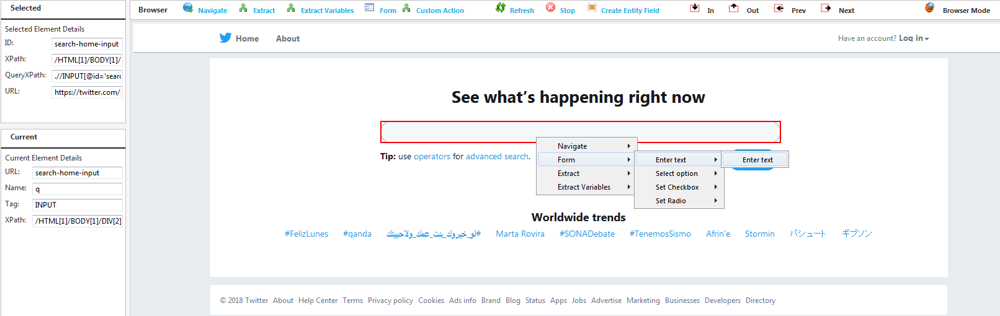 Selected
Selected Element Details
ID: search-home-input
XPath: /HTML[1]/BODY[1]/
QueryXPath: .//INPUT[@id='sear
URL: https://twitter.com/
Current
Current Element Details
URL: search-home-input
Name: q
Tag: INPUT
XPath: /HTML[1]/BODY[1]/DIV[2]
Browser Navigate Extract Extract Variables Form Custom Action Refresh Stop Create Entity Field In Out Prev Next Browser Mode
Home About Have an account? Log in
See what’s happening right now
Tip: use operators for advanced search.
Navigate
Form
Extract
Extract Variables
Enter text
Select option
Set Checkbox
Set Radio
Enter text
Worldwide trends
#FelizLunes #qanda #لو_خيروك_بنت_عمك_ولاحبيبتك Marta Rovira #SONADebate #TenemosSismo Afrin'e Stormin パシュート ギブソン
© 2018 Twitter About Help Center Terms Privacy policy Cookies Ads info Brand Blog Status Apps Jobs Advertise Marketing Businesses Developers Directory